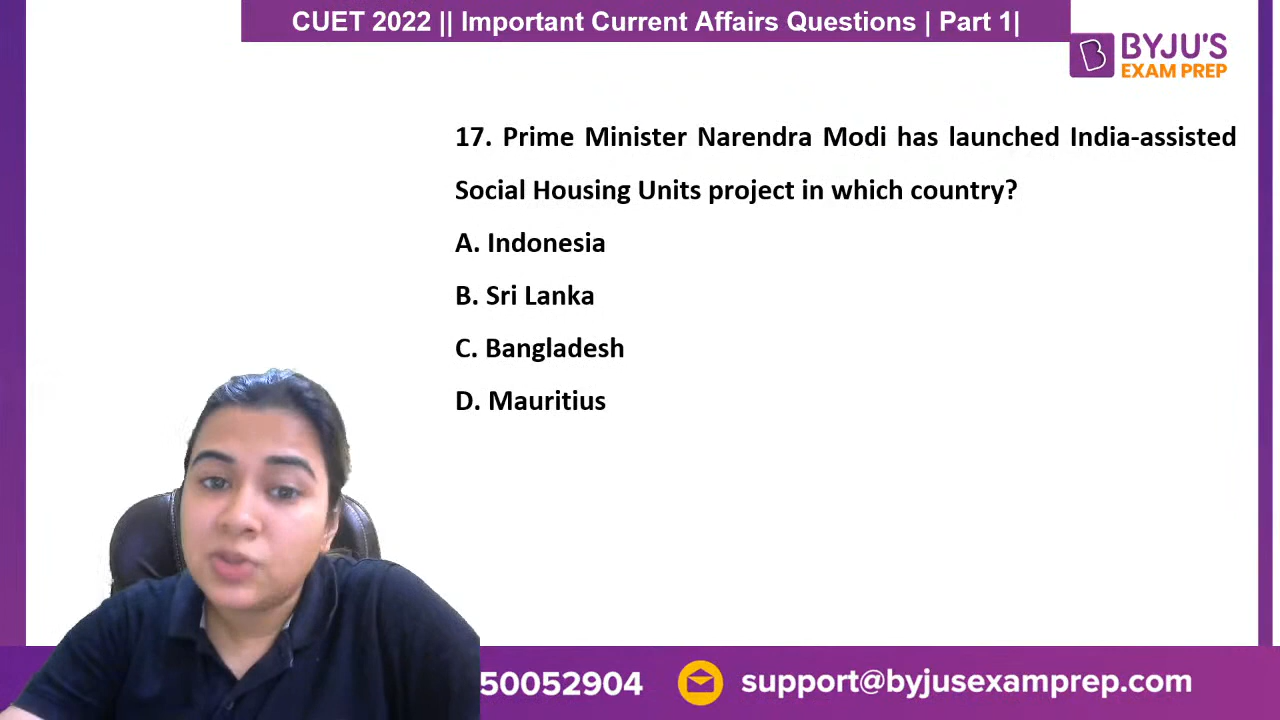 CUET 2022 || Important Current Affairs Questions | Part 1|
BYJU'S
EXAM PREP
17. Prime Minister Narendra Modi has launched India-assisted
Social Housing Units project in which country?
A. Indonesia
B. Sri Lanka
C. Bangladesh
D. Mauritius
50052904
support@byjusexamprep.com